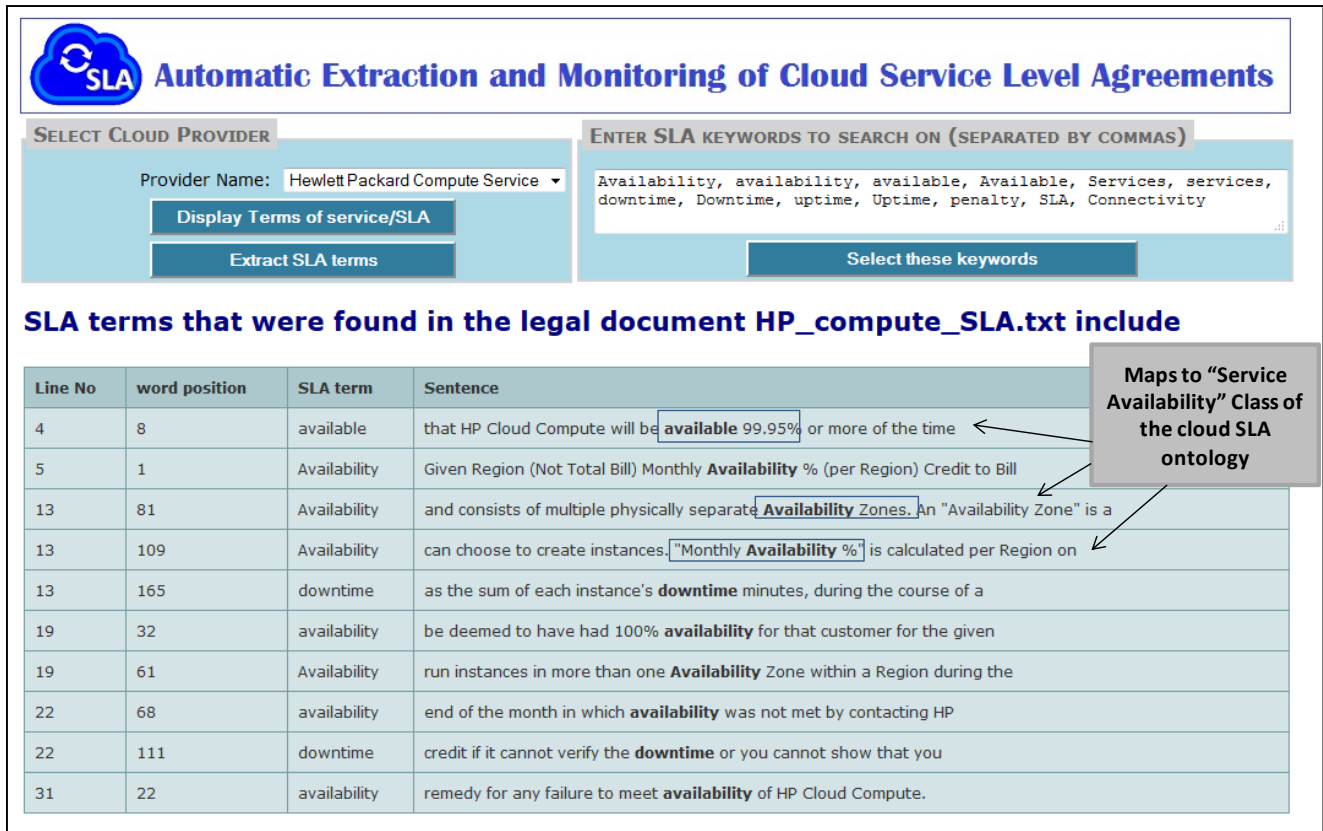 SLA Automatic Extraction and Monitoring of Cloud Service Level Agreements
SELECT CLOUD PROVIDER
Provider Name: Hewlett Packard Compute Service
Display Terms of service/SLA
Extract SLA terms
ENTER SLA KEYWORDS TO SEARCH ON (SEPARATED BY COMMAS)
Availability, availability, available, Available, Services, services,
downtime, Downtime, uptime, Uptime, penalty, SLA, Connectivity
Select these keywords
SLA terms that were found in the legal document HP_compute_SLA.txt include
Maps to “Service
Availability” Class of
the cloud SLA
ontology
Line No word position SLA term Sentence
4 8 available that HP Cloud Compute will be available 99.95% or more of the time
5 1 Availability Given Region (Not Total Bill) Monthly Availability % (per Region) Credit to Bill
13 81 Availability and consists of multiple physically separate Availability Zones. An "Availability Zone" is a
13 109 Availability can choose to create instances. "Monthly Availability %" is calculated per Region on
13 165 downtime as the sum of each instance's downtime minutes, during the course of a
19 32 availability be deemed to have had 100% availability for that customer for the given
19 61 Availability run instances in more than one Availability Zone within a Region during the
22 68 availability end of the month in which availability was not met by contacting HP
22 111 downtime credit if it cannot verify the downtime or you cannot show that you
31 22 availability remedy for any failure to meet availability of HP Cloud Compute.